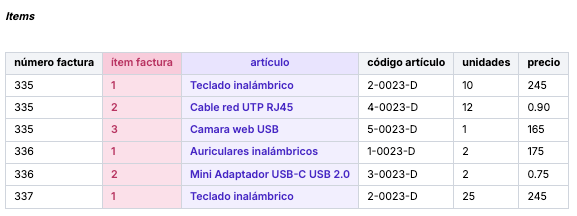 Items
número factura ítem factura artículo código artículo unidades precio
335 1 Teclado inalámbrico 2-0023-D 10 245
335 2 Cable red UTP RJ45 4-0023-D 12 0.90
335 3 Camara web USB 5-0023-D 1 165
336 1 Auriculares inalámbricos 1-0023-D 2 175
336 2 Mini Adaptador USB-C USB 2.0 3-0023-D 2 0.75
337 1 Teclado inalámbrico 2-0023-D 25 245